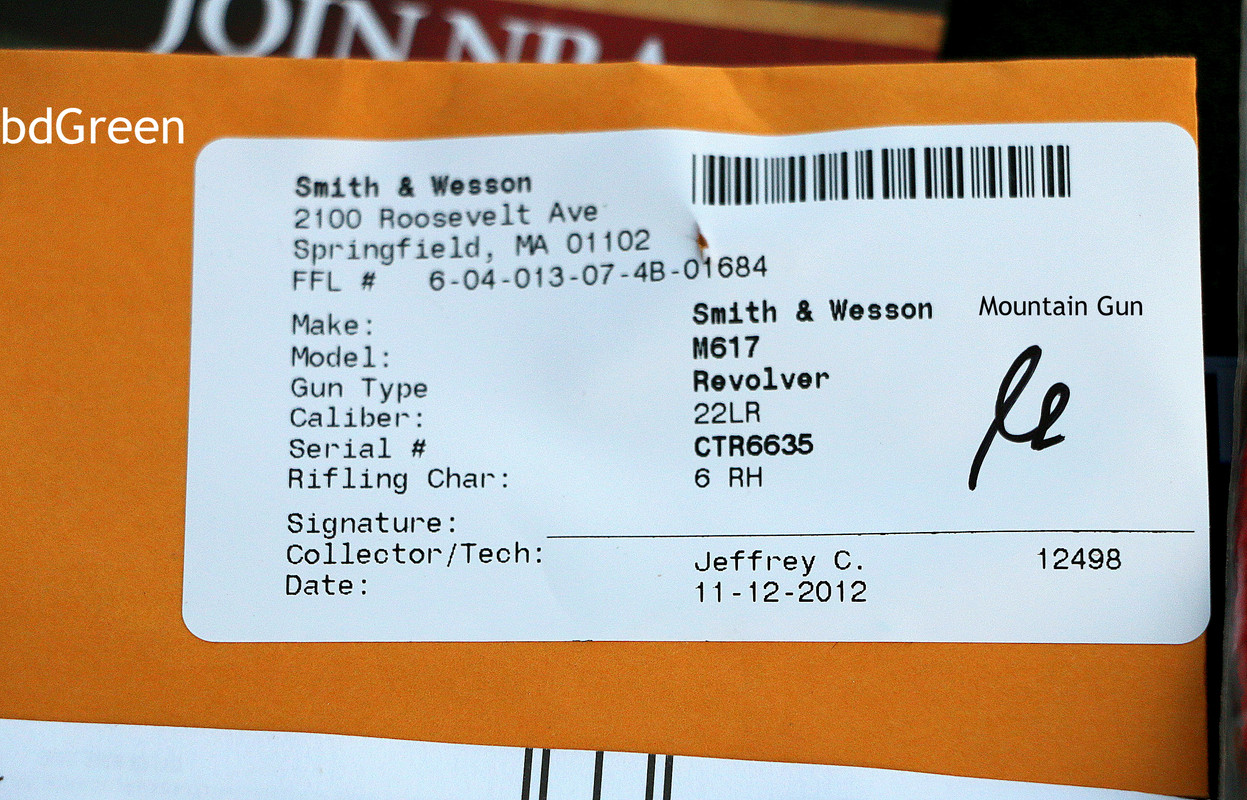 JOIN NRA
bdGreen
Smith & Wesson
2100 Roosevelt Ave
Springfield, MA 01102
FFL # 6-04-013-07-4B-01684
Make: Smith & Wesson Mountain Gun
Model: M617
Gun Type Revolver
Caliber: 22LR
Serial # CTR6635
Rifling Char: 6 RH
Signature:
Collector/Tech: Jeffrey C. 12498
Date: 11-12-2012